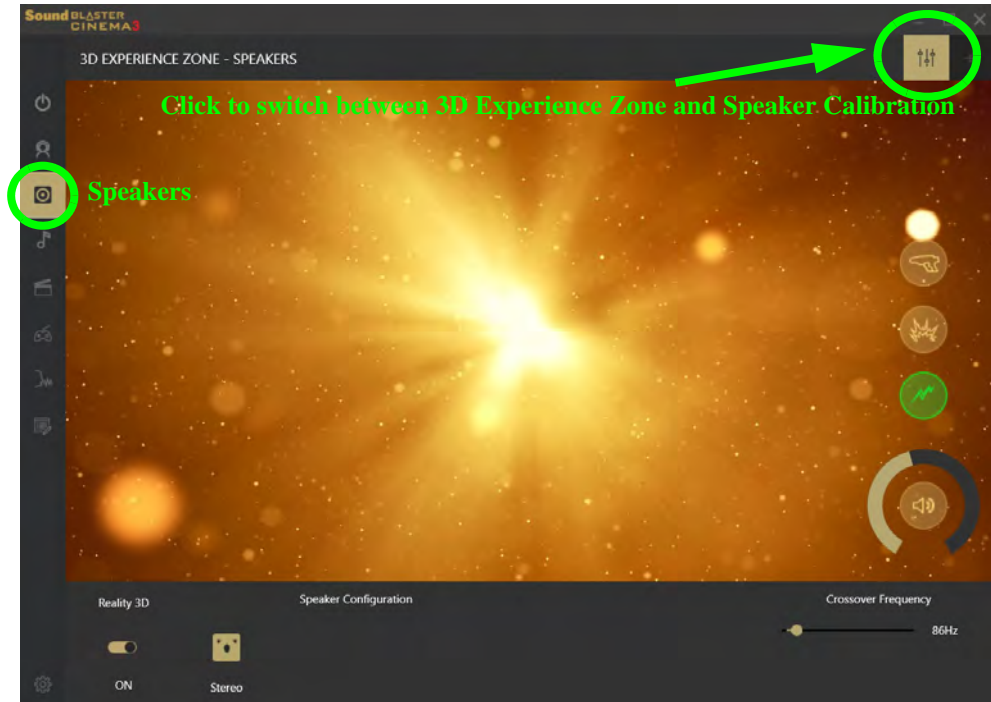 Sound BLASTER
CINEMA3
3D EXPERIENCE ZONE - SPEAKERS
Click to switch between 3D Experience Zone and Speaker Calibration
Speakers
Reality 3D
Speaker Configuration
Crossover Frequency
86Hz
ON
Stereo